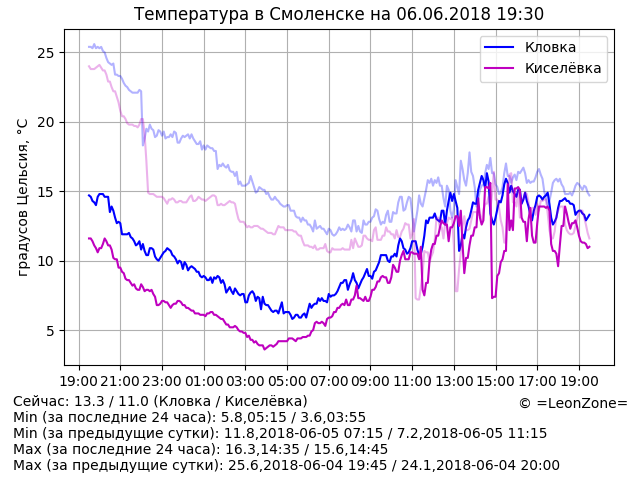 Температура в Смоленске на 06.06.2018 19:30
градусов Цельсия, °C
25
20
15
10
5
Кловка
Киселёвка
19:00 21:00 23:00 01:00 03:00 05:00 07:00 09:00 11:00 13:00 15:00 17:00 19:00
Сейчас: 13.3 / 11.0 (Кловка / Киселёвка)
© =LeonZone=
Min (за последние 24 часа): 5.8,05:15 / 3.6,03:55
Min (за предыдущие сутки): 11.8,2018-06-05 07:15 / 7.2,2018-06-05 11:15
Max (за последние 24 часа): 16.3,14:35 / 15.6,14:45
Max (за предыдущие сутки): 25.6,2018-06-04 19:45 / 24.1,2018-06-04 20:00